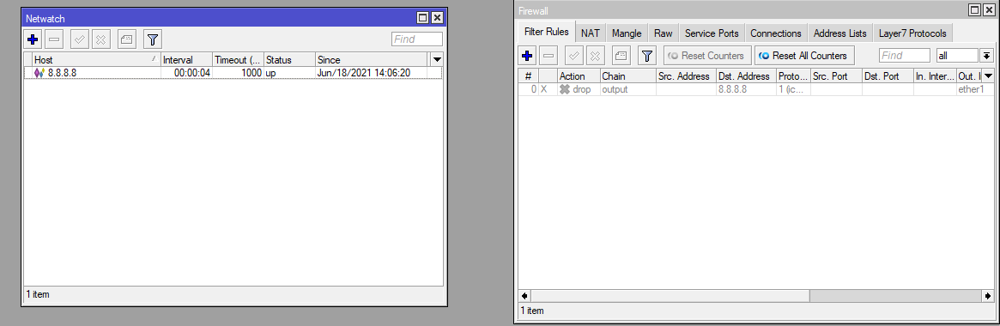 Netwatch
Find
Host Interval Timeout (... Status Since
8.8.8.8 00:00:04 1000 up Jun/18/2021 14:06:20
1 item
Firewall
Filter Rules NAT Mangle Raw Service Ports Connections Address Lists Layer7 Protocols
Reset Counters Reset All Counters Find all
# Action Chain Src. Address Dst. Address Proto... Src. Port Dst. Port In. Inter... Out. I
0 X drop output 8.8.8.8 1 (ic... ether1
1 item